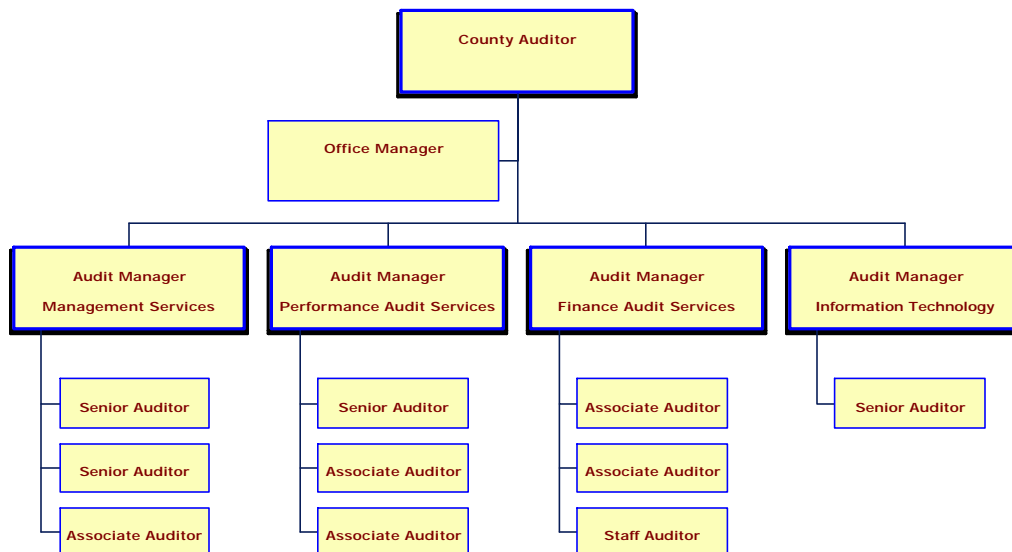 County Auditor
Office Manager
Audit Manager
Management Services
Audit Manager
Performance Audit Services
Audit Manager
Finance Audit Services
Audit Manager
Information Technology
Senior Auditor
Senior Auditor
Associate Auditor
Senior Auditor
Associate Auditor
Associate Auditor
Associate Auditor
Associate Auditor
Staff Auditor
Senior Auditor